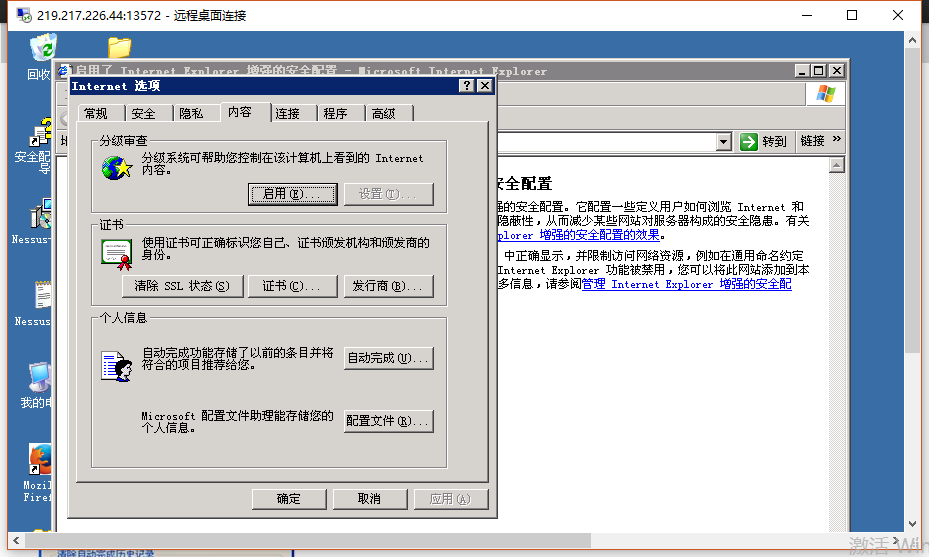 219.217.226.44:13572 - 远程桌面连接
回收
启用了 Internet Explorer 增强的安全配置 - Microsoft Internet Explorer
Internet 选项
常规 安全 隐私 内容 连接 程序 高级
转到 链接 »
安全配
导
分级审查
分级系统可帮助您控制在该计算机上看到的 Internet
内容。
启用(E)... 设置(T)...
证书
使用证书可正确标识您自己、证书颁发机构和颁发商的
身份。
清除 SSL 状态(S) 证书(C)... 发行商(B)...
个人信息
自动完成功能存储了以前的条目并将
符合的项目推荐给您。
自动完成(U)...
Microsoft 配置文件助理能存储您的
个人信息。
配置文件(R)...
确定 取消 应用(A)
安全配置
强的安全配置。它配置一些定义用户如何浏览 Internet 和
隐蔽性，从而减少某些网站对服务器构成的安全隐患。有关
plorer 增强的安全配置的效果。
中正确显示，并限制访问网络资源，例如在通用命名约定
Internet Explorer 功能被禁用，您可以将此网站添加到本
多信息，请参阅管理 Internet Explorer 增强的安全配
Nessus
Nessus
我的电
Mozil
Firef
清除自动完成历史记录
激活 Win